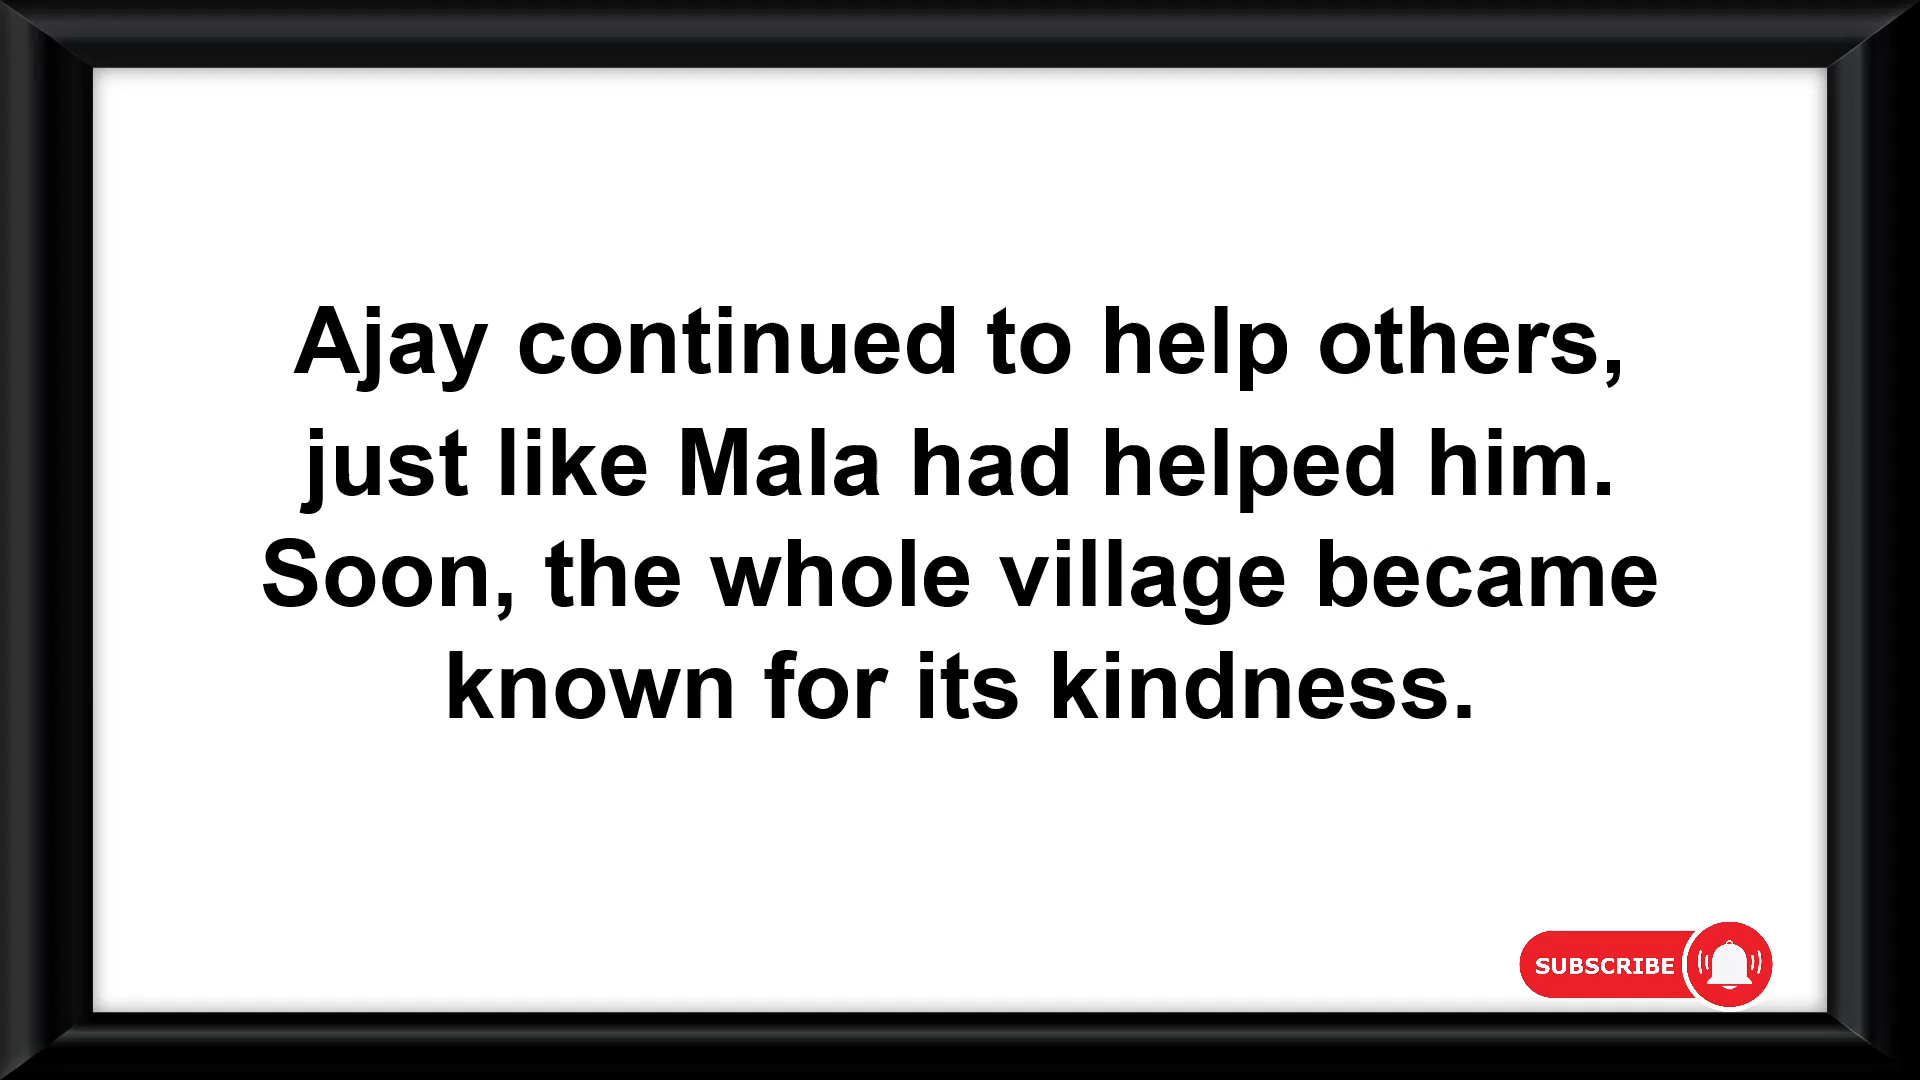 Ajay continued to help others,
just like Mala had helped him.
Soon, the whole village became
known for its kindness.
SUBSCRIBE